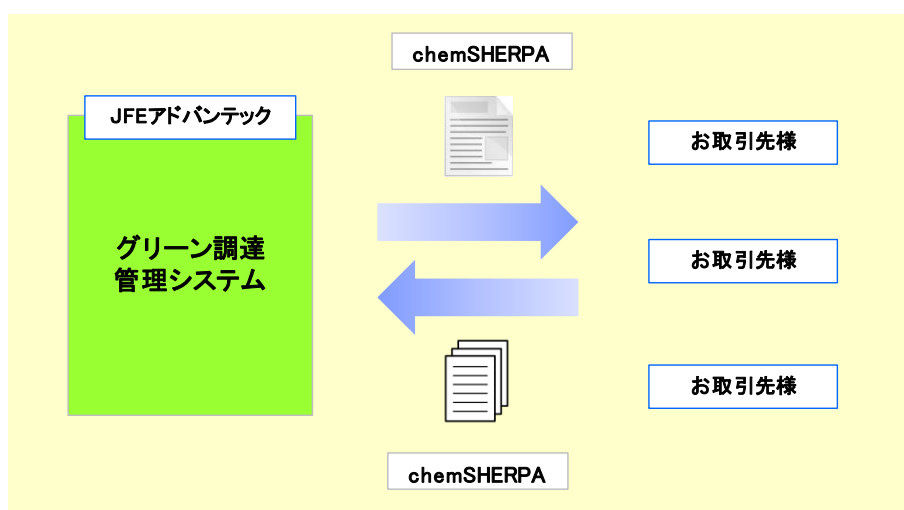 chemSHERPA
JFEアドバンテック
お取引先様
グリーン調達
管理システム
お取引先様
お取引先様
chemSHERPA